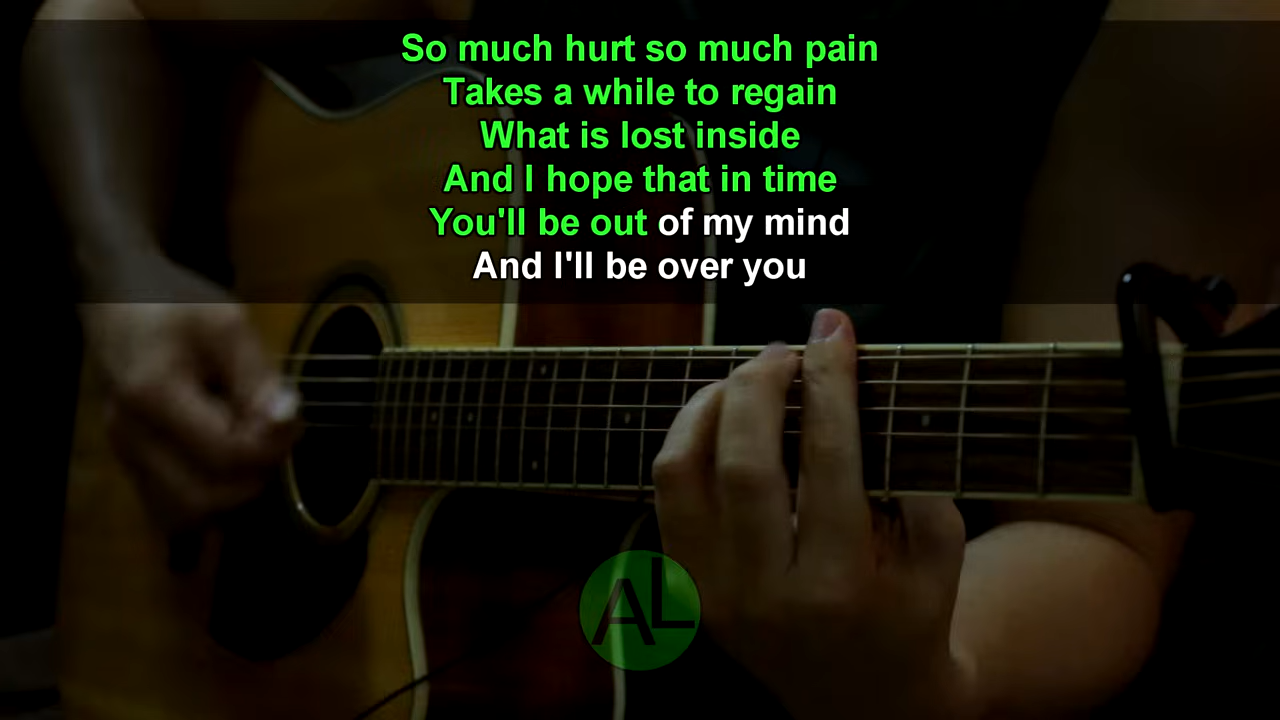 So much hurt so much pain
Takes a while to regain
What is lost inside
And I hope that in time
You'll be out of my mind
And I'll be over you
AL